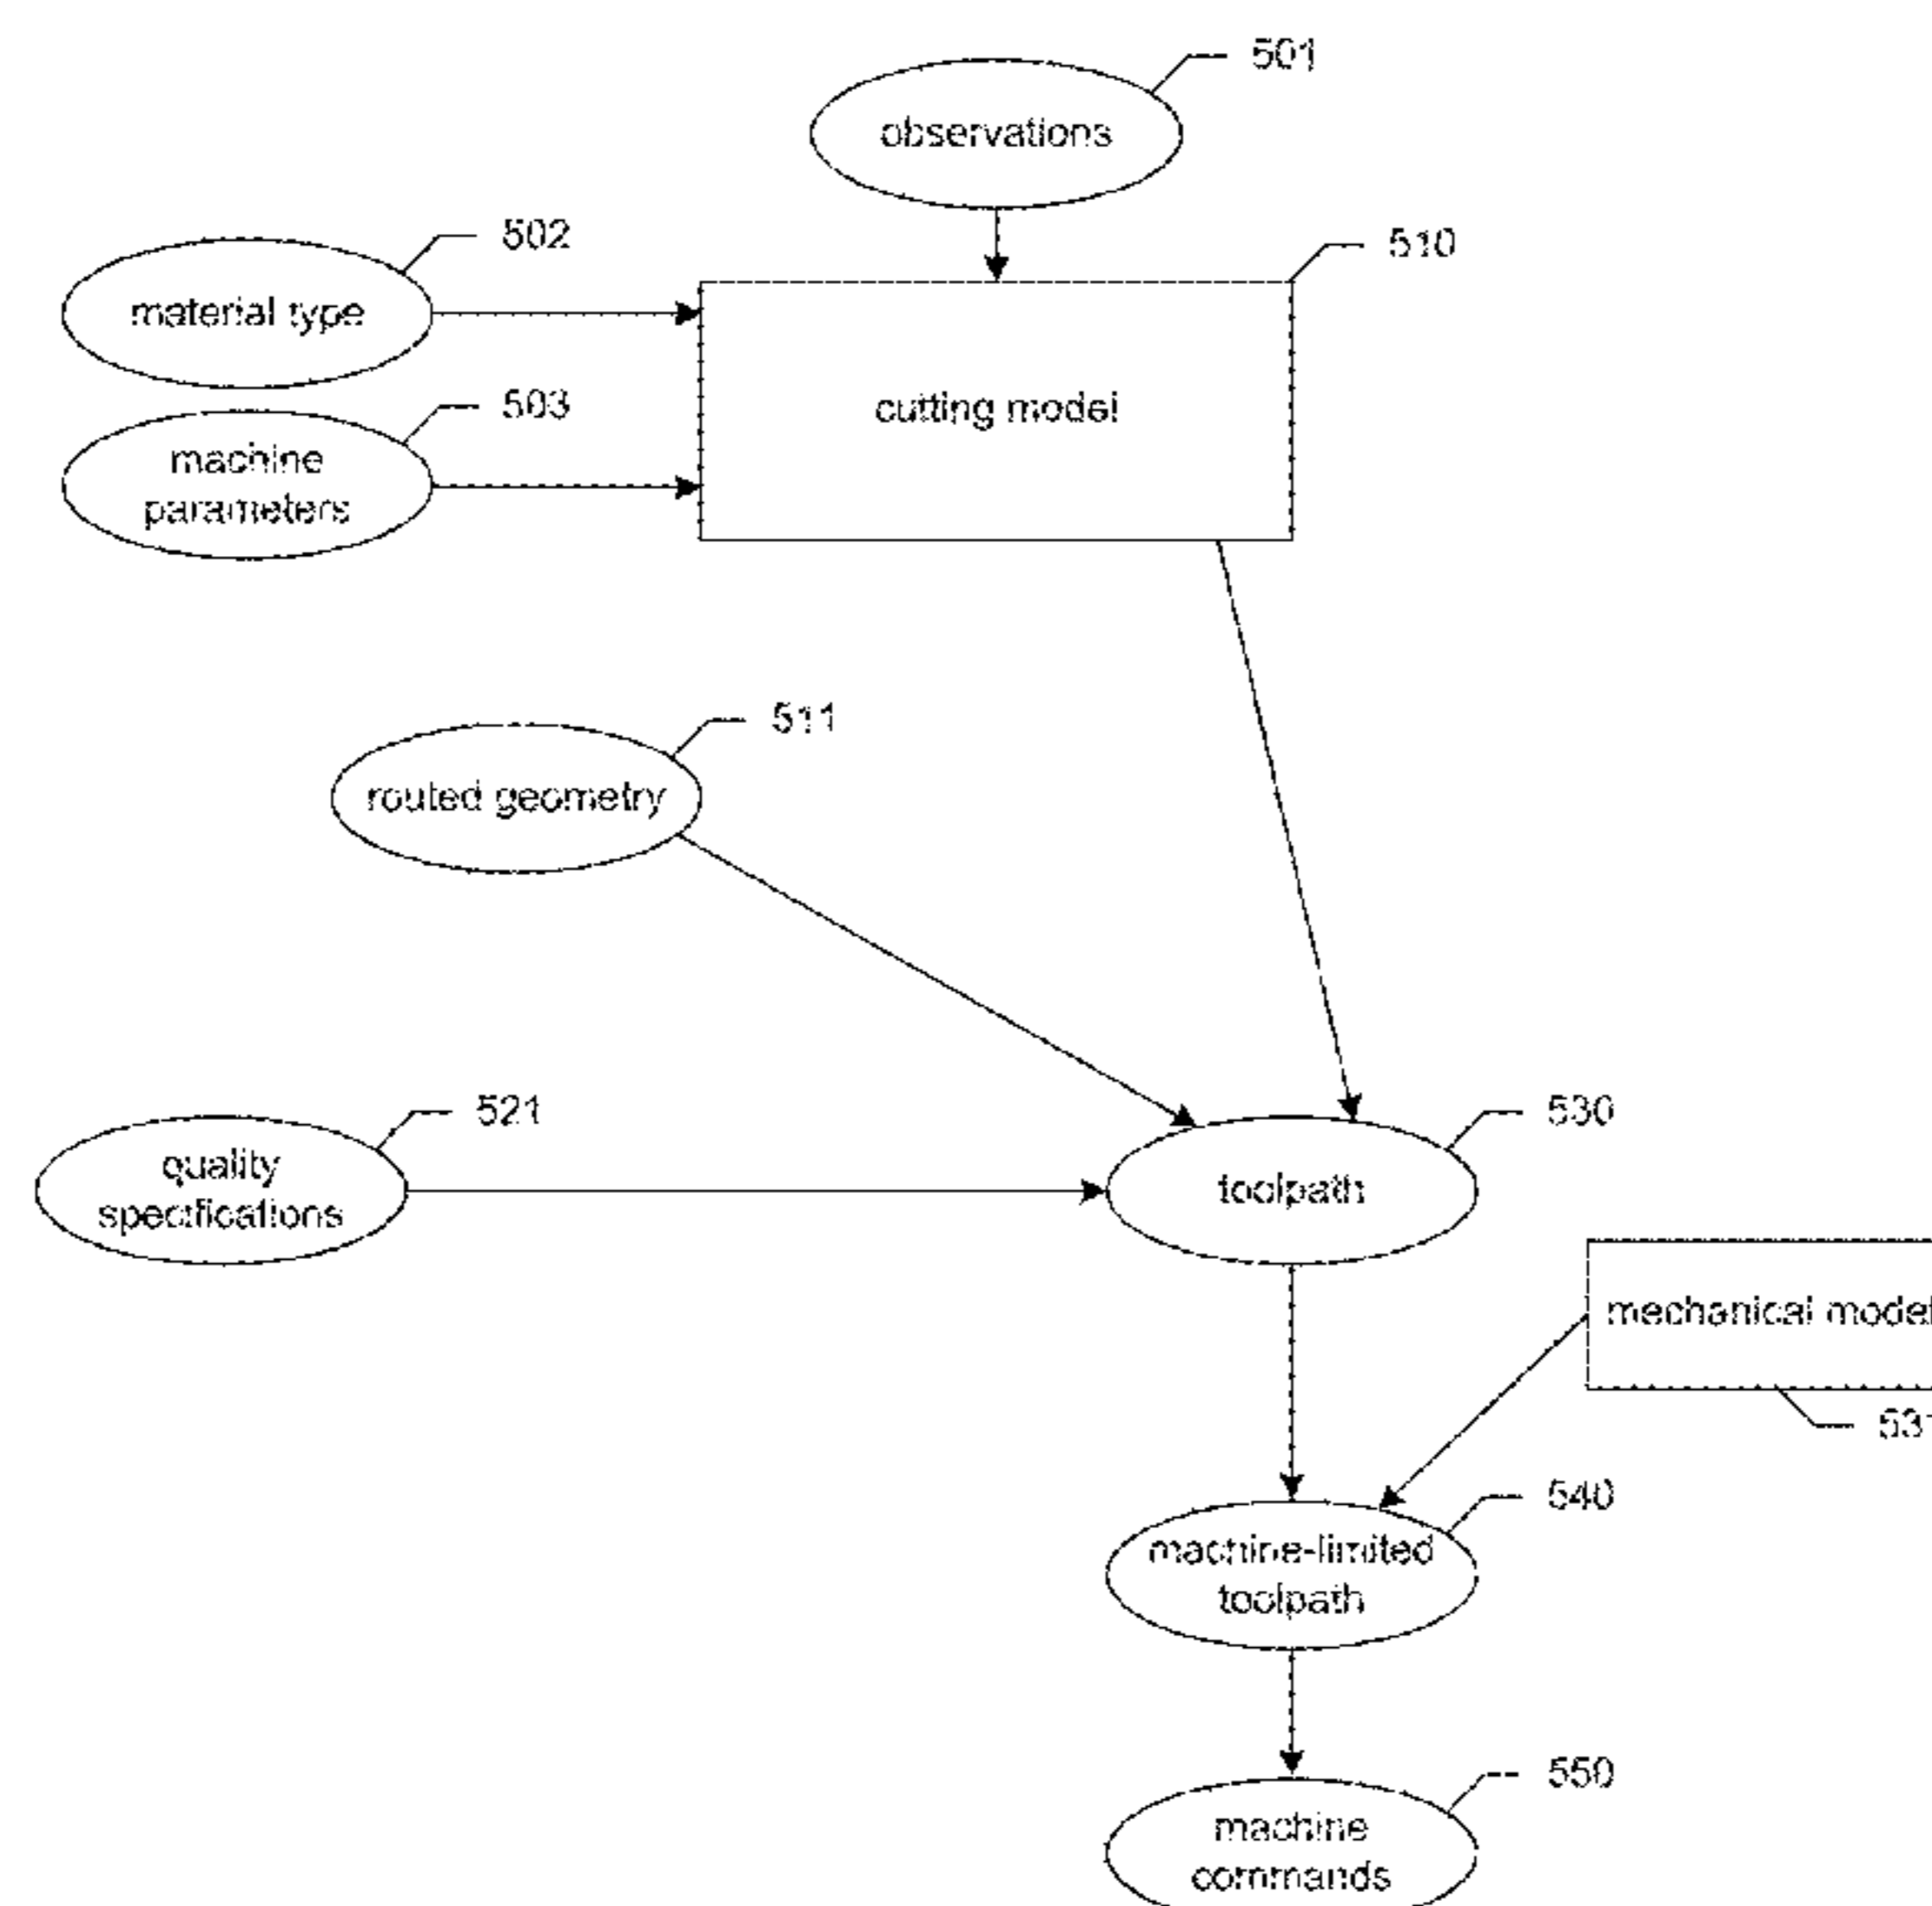 501
observations
502
510
material type
503
cutting model
machine
parameters
511
routed geometry
521
530
quality
specifications
toolpath
mechanical model
531
540
machine-limited
toolpath
550
machine
commands